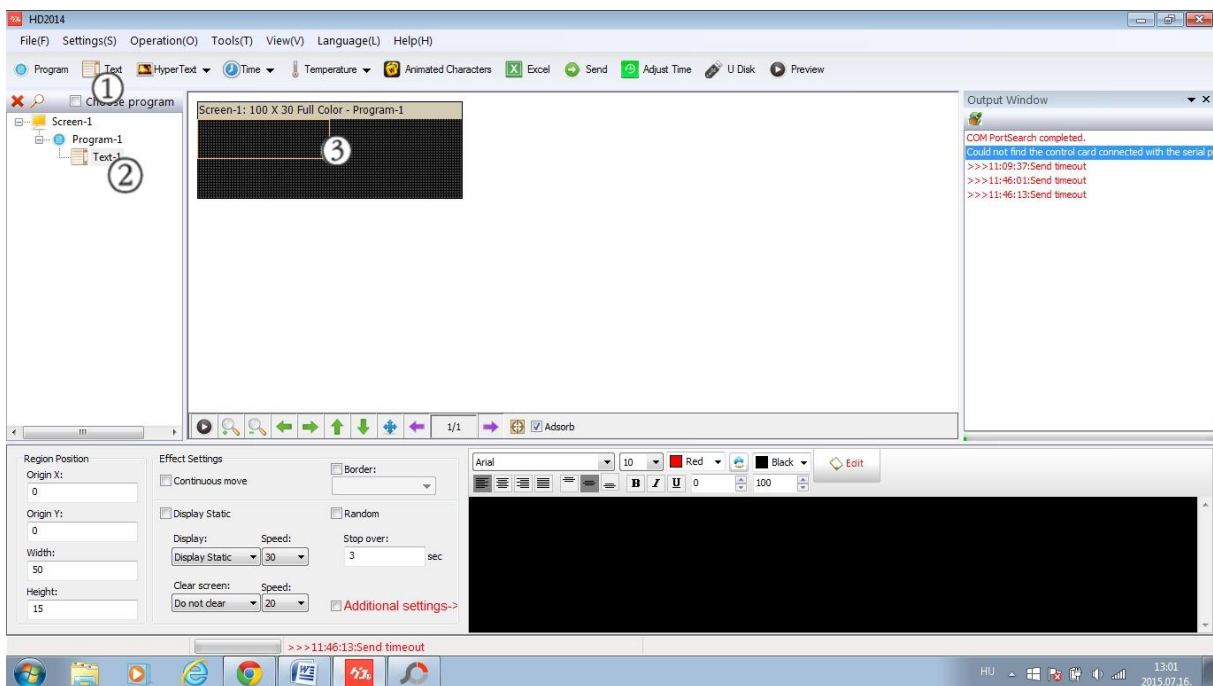 HD2014
File(F) Settings(S) Operation(O) Tools(T) View(V) Language(L) Help(H)
Program Text HyperText Time Temperature Animated Characters Excel Send Adjust Time U Disk Preview
1
Choose program
Screen-1
Program-1
Text-1
2
Screen-1: 100 X 30 Full Color - Program-1
3
Output Window
COM PortSearch completed.
Could not find the control card connected with the serial p
>>>11:09:37:Send timeout
>>>11:46:01:Send timeout
>>>11:46:13:Send timeout
1/1 Adsorb
Region Position
Origin X:
0
Origin Y:
0
Width:
50
Height:
15
Effect Settings
Continuous move
Border:
Display Static
Random
Display: Speed: Stop over:
Display Static 30 3 sec
Clear screen: Speed:
Do not clear 20
Additional settings->
Arial 10 Red Black Edit
B I U 0 100
>>>11:46:13:Send timeout
HU
13:01
2015.07.16.